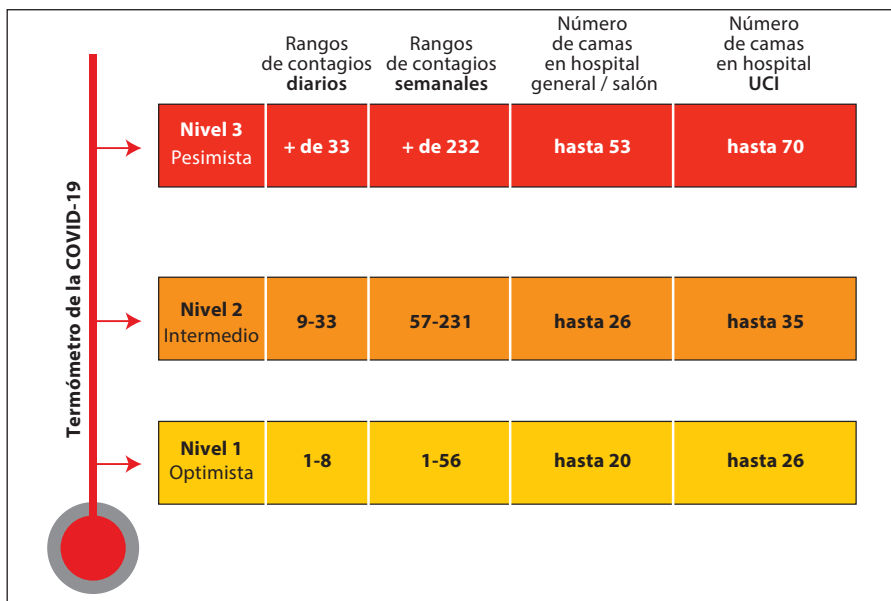 Rangos
de contagios
diarios
Rangos
de contagios
semanales
Número
de camas
en hospital
general / salón
Número
de camas
en hospital
UCI
Termómetro de la COVID-19
Nivel 3
Pesimista
+ de 33
+ de 232
hasta 53
hasta 70
Nivel 2
Intermedio
9-33
57-231
hasta 26
hasta 35
Nivel 1
Optimista
1-8
1-56
hasta 20
hasta 26